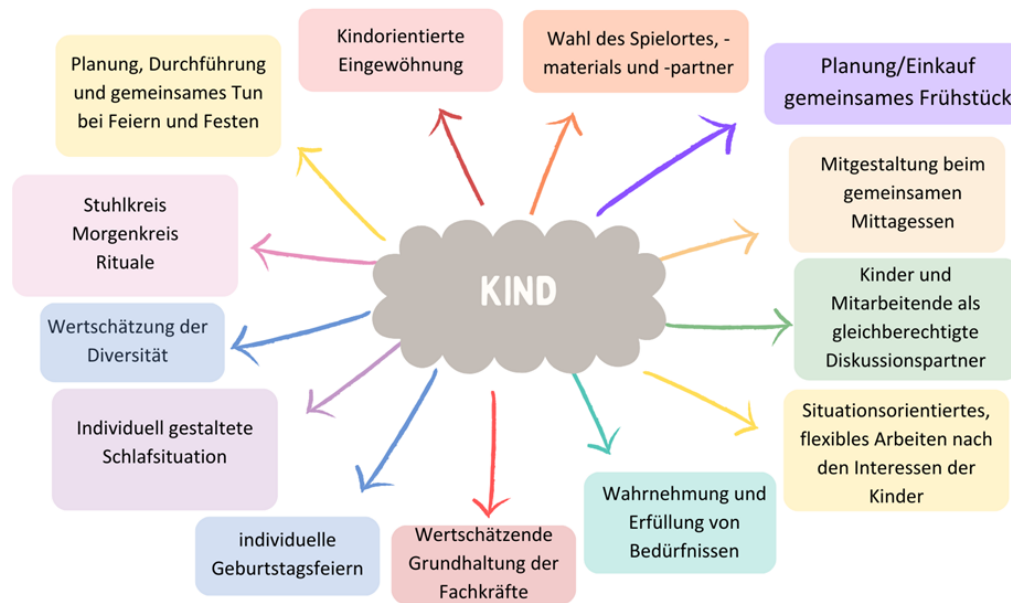 Kindorientierte
Eingewöhnung
Wahl des Spielortes, -
materials und -partner
Planung/Einkauf
gemeinsames Frühstück
Planung, Durchführung
und gemeinsames Tun
bei Feiern und Festen
Mitgestaltung beim
gemeinsamen
Mittagessen
Stuhlkreis
Morgenkreis
Rituale
KIND
Kinder und
Mitarbeitende als
gleichberechtigte
Diskussionspartner
Wertschätzung der
Diversität
Individuell gestaltete
Schlafsituation
Situationsorientiertes,
flexibles Arbeiten nach
den Interessen der
Kinder
individuelle
Geburtstagsfeiern
Wertschätzende
Grundhaltung der
Fachkräfte
Wahrnehmung und
Erfüllung von
Bedürfnissen